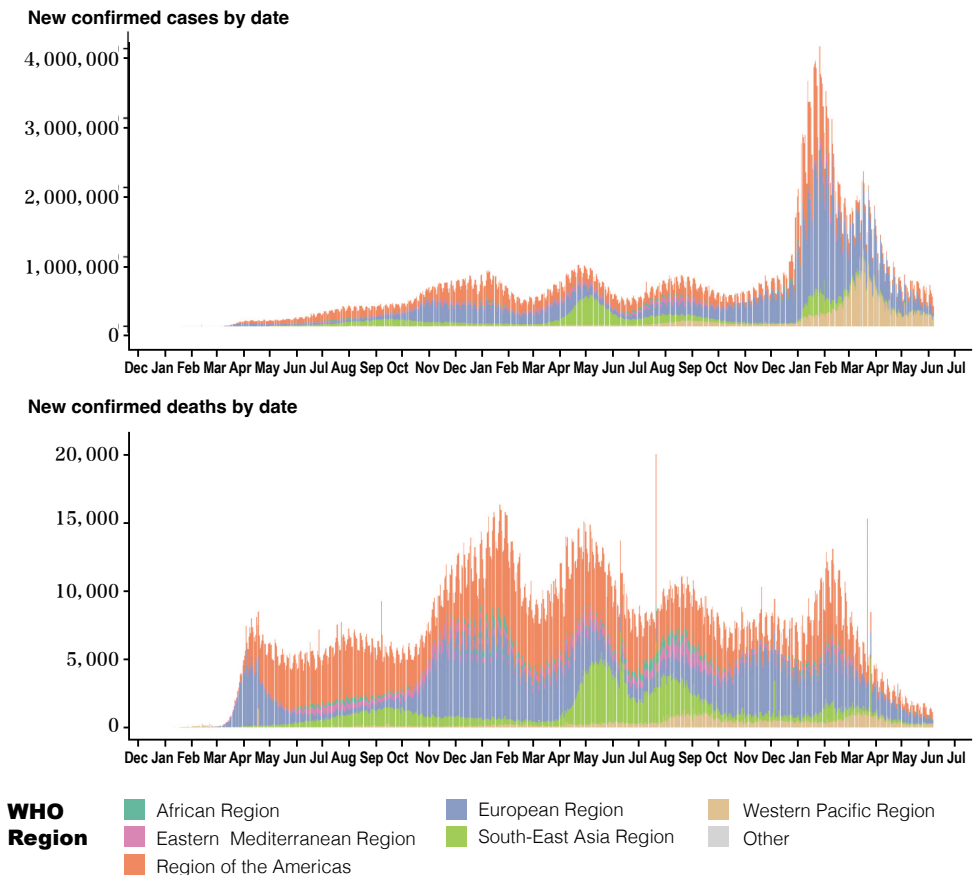 New confirmed cases by date
4,000,000
3,000,000
2,000,000
1,000,000
0
Dec Jan Feb Mar Apr May Jun Jul Aug Sep Oct Nov Dec Jan Feb Mar Apr May Jun Jul Aug Sep Oct Nov Dec Jan Feb Mar Apr May Jun Jul
New confirmed deaths by date
20,000
15,000
10,000
5,000
0
Dec Jan Feb Mar Apr May Jun Jul Aug Sep Oct Nov Dec Jan Feb Mar Apr May Jun Jul Aug Sep Oct Nov Dec Jan Feb Mar Apr May Jun Jul
WHO
Region
African Region
Eastern Mediterranean Region
Region of the Americas
European Region
South-East Asia Region
Western Pacific Region
Other